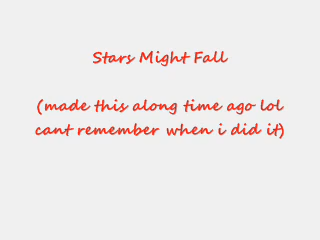 Stars Might Fall
(made this along time ago lol
cant remember when i did it)